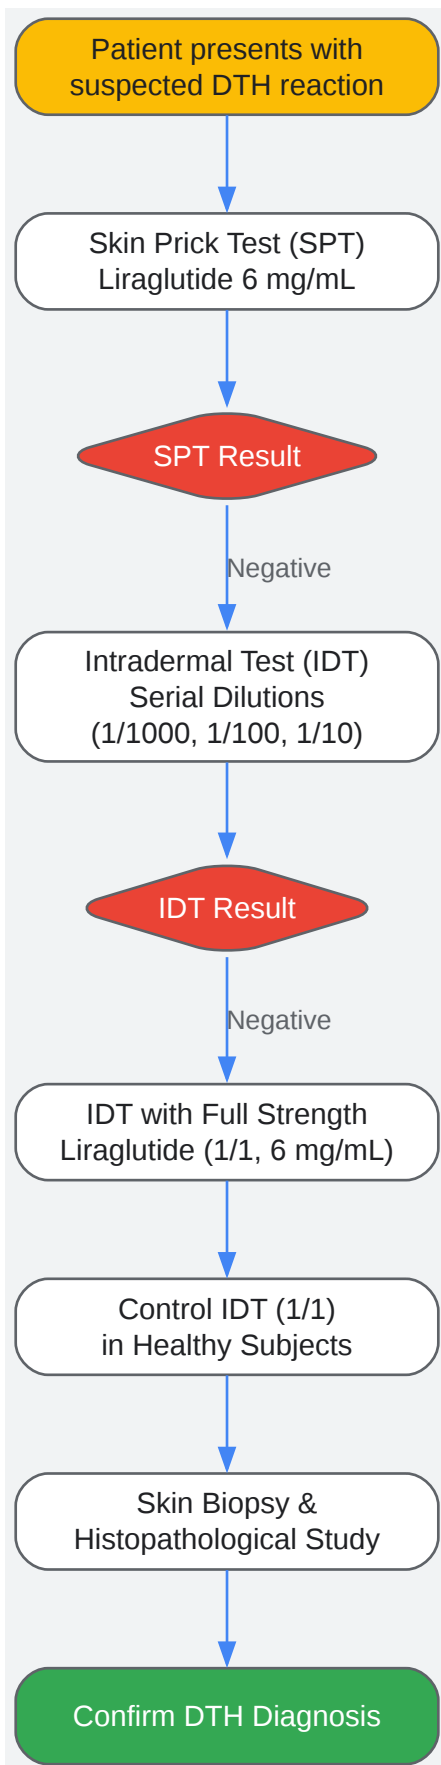 Patient presents with
suspected DTH reaction
Skin Prick Test (SPT)
Liraglutide 6 mg/mL
SPT Result
Negative
Intradermal Test (IDT)
Serial Dilutions
(1/1000, 1/100, 1/10)
IDT Result
Negative
IDT with Full Strength
Liraglutide (1/1, 6 mg/mL)
Control IDT (1/1)
in Healthy Subjects
Skin Biopsy &
Histopathological Study
Confirm DTH Diagnosis